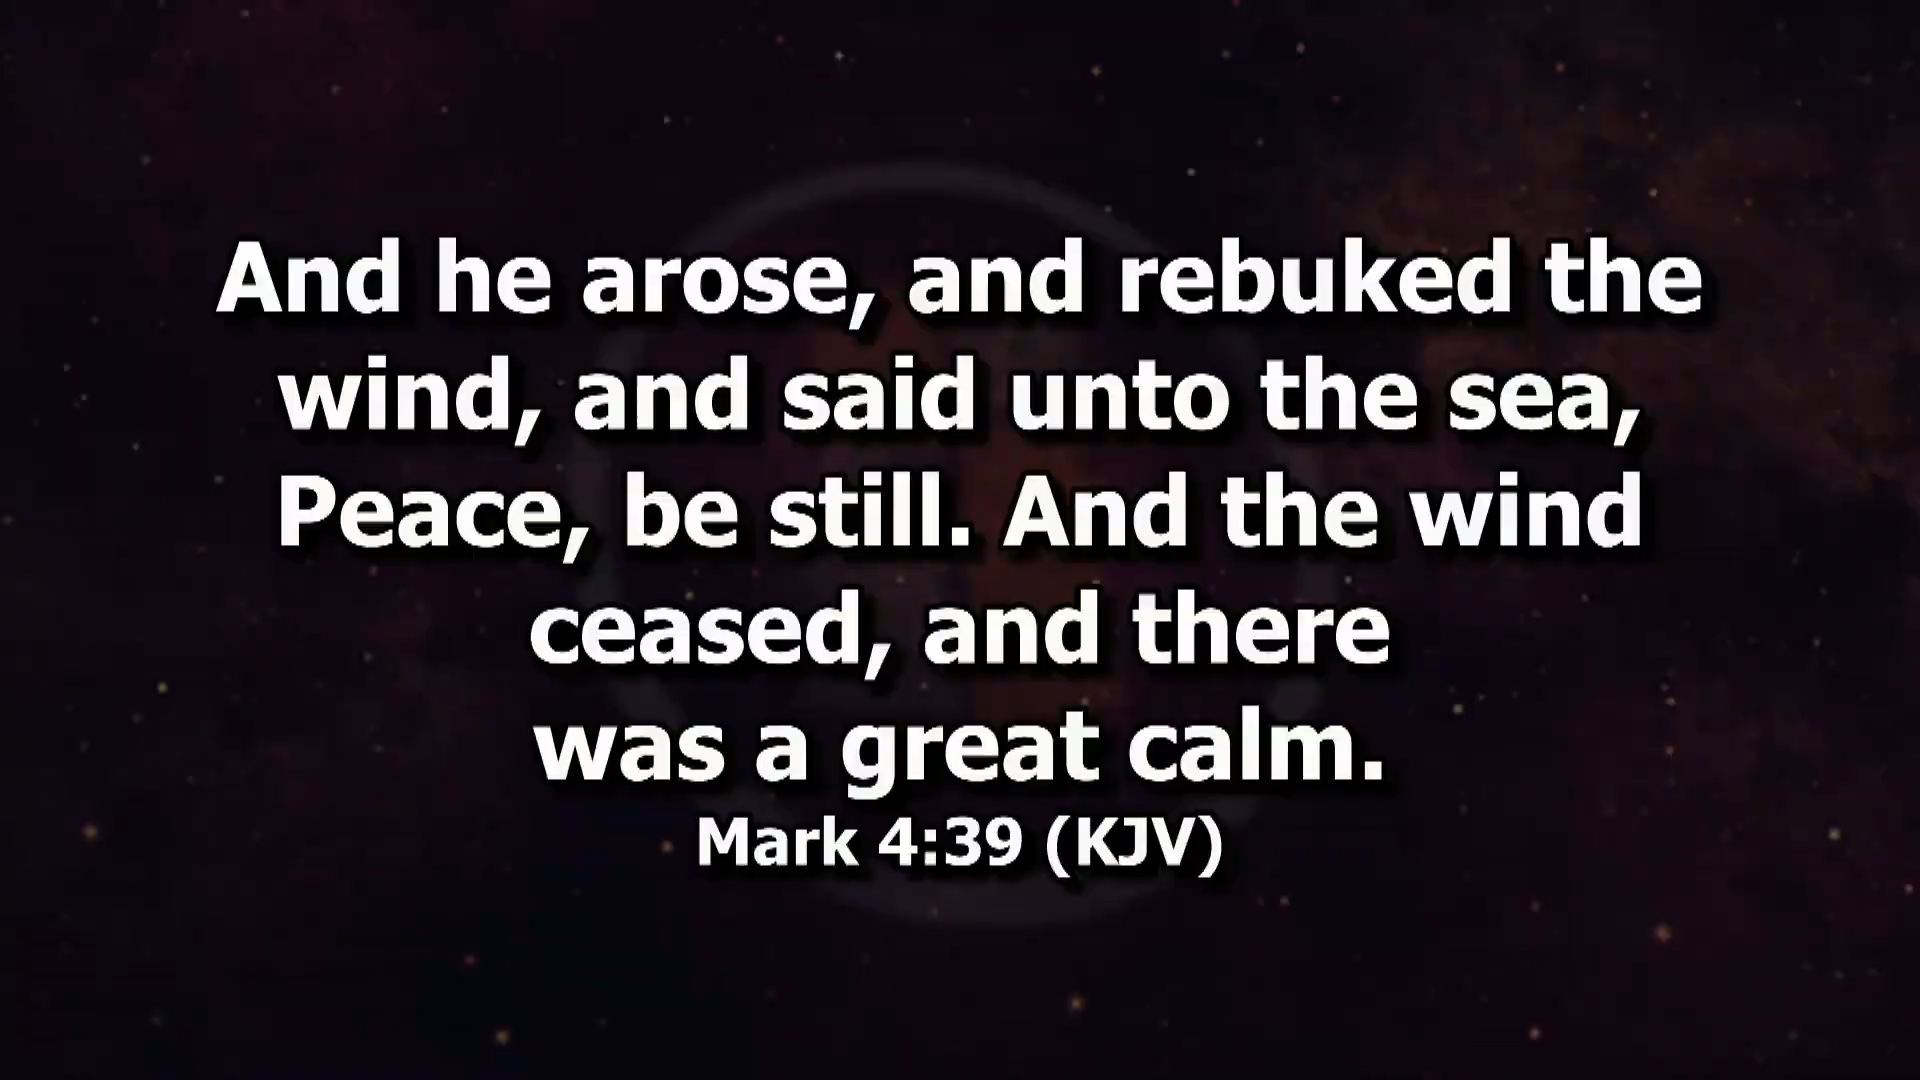 And he arose, and rebuked the
wind, and said unto the sea,
Peace, be still. And the wind
ceased, and there
was a great calm.
Mark 4:39 (KJV)